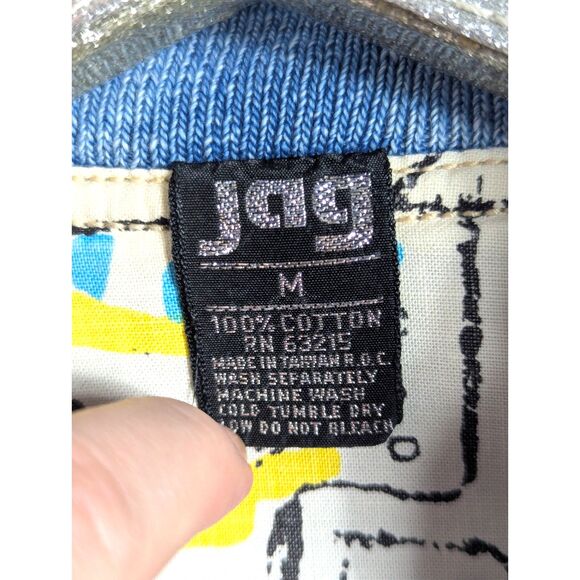 jag
M
100% COTTON
RN 63215
MADE IN TAIWAN R.O.C.
WASH SEPARATELY
MACHINE WASH
COLD TUMBLE DRY
LOW DO NOT BLEACH